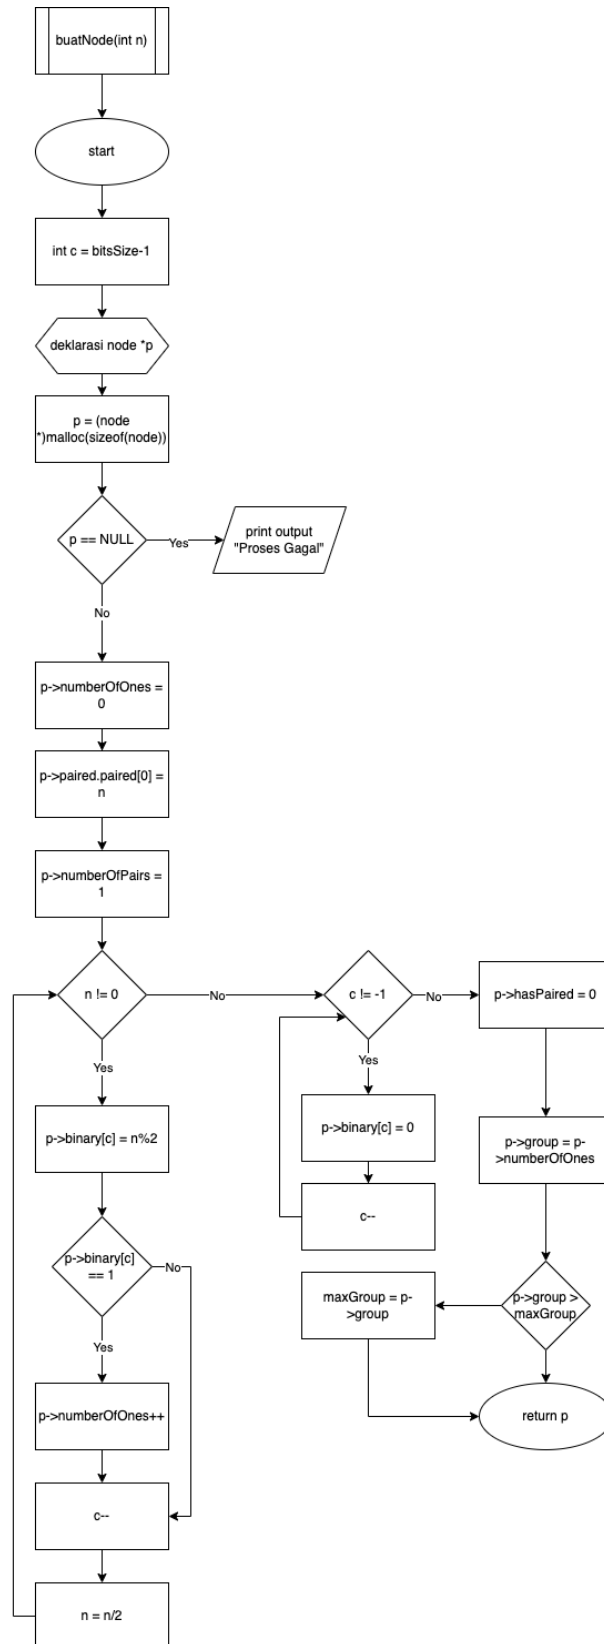 buatNode(int n)
start
int c = bitsSize-1
deklarasi node *p
p = (node
*)malloc(sizeof(node))
p == NULL
Yes
print output
"Proses Gagal"
No
p->numberOfOnes =
0
p->paired.paired[0] =
n
p->numberOfPairs =
1
n != 0
No
c != -1
No
p->hasPaired = 0
Yes
Yes
p->binary[c] = n%2
p->binary[c] = 0
p->group = p-
>numberOfOnes
c--
p->binary[c]
== 1
No
maxGroup = p-
>group
p->group >
maxGroup
Yes
p->numberOfOnes++
return p
c--
n = n/2